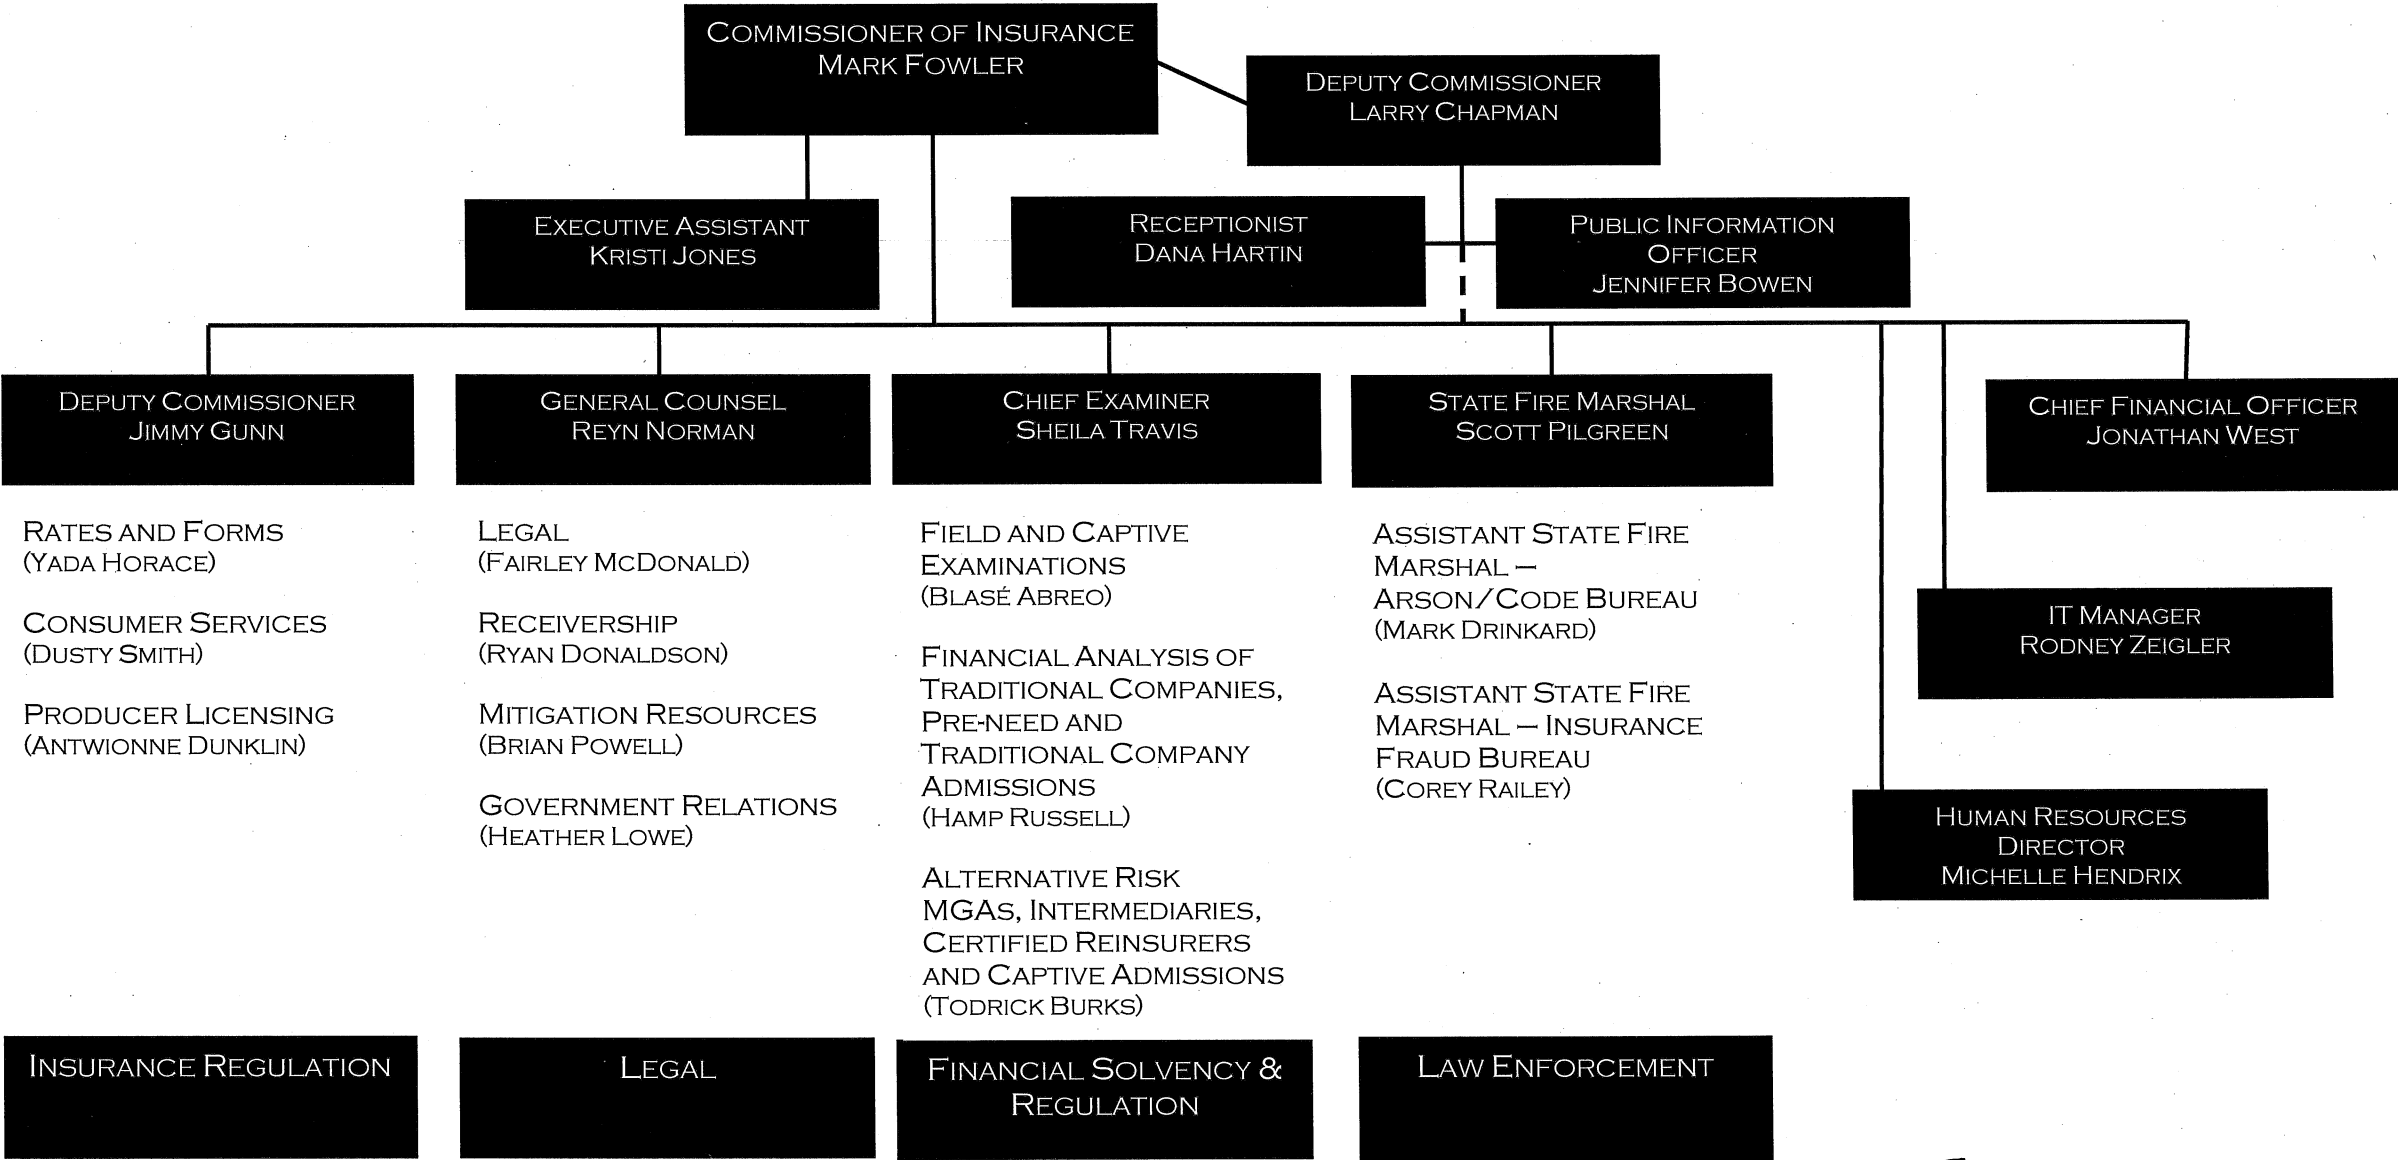 COMMISSIONER OF INSURANCE
MARK FOWLER
DEPUTY COMMISSIONER
LARRY CHAPMAN
EXECUTIVE ASSISTANT
KRISTI JONES
RECEPTIONIST
DANA HARTIN
PUBLIC INFORMATION
OFFICER
JENNIFER BOWEN
DEPUTY COMMISSIONER
JIMMY GUNN
GENERAL COUNSEL
REYN NORMAN
CHIEF EXAMINER
SHEILA TRAVIS
STATE FIRE MARSHAL
SCOTT PILGREEN
CHIEF FINANCIAL OFFICER
JONATHAN WEST
RATES AND FORMS
(YADA HORACE)
CONSUMER SERVICES
(DUSTY SMITH)
PRODUCER LICENSING
(ANTWIONNE DUNKLIN)
LEGAL
(FAIRLEY MCDONALD)
RECEIVERSHIP
(RYAN DONALDSON)
MITIGATION RESOURCES
(BRIAN POWELL)
GOVERNMENT RELATIONS
(HEATHER LOWE)
FIELD AND CAPTIVE
EXAMINATIONS
(BLASÉ ABREO)
FINANCIAL ANALYSIS OF
TRADITIONAL COMPANIES,
PRE-NEED AND
TRADITIONAL COMPANY
ADMISSIONS
(HAMP RUSSELL)
ALTERNATIVE RISK
MGAS, INTERMEDIARIES,
CERTIFIED REINSURERS
AND CAPTIVE ADMISSIONS
(TODRICK BURKS)
ASSISTANT STATE FIRE
MARSHAL –
ARSON/CODE BUREAU
(MARK DRINKARD)
ASSISTANT STATE FIRE
MARSHAL – INSURANCE
FRAUD BUREAU
(COREY RAILEY)
IT MANAGER
RODNEY ZEIGLER
HUMAN RESOURCES
DIRECTOR
MICHELLE HENDRIX
INSURANCE REGULATION
LEGAL
FINANCIAL SOLVENCY &
REGULATION
LAW ENFORCEMENT